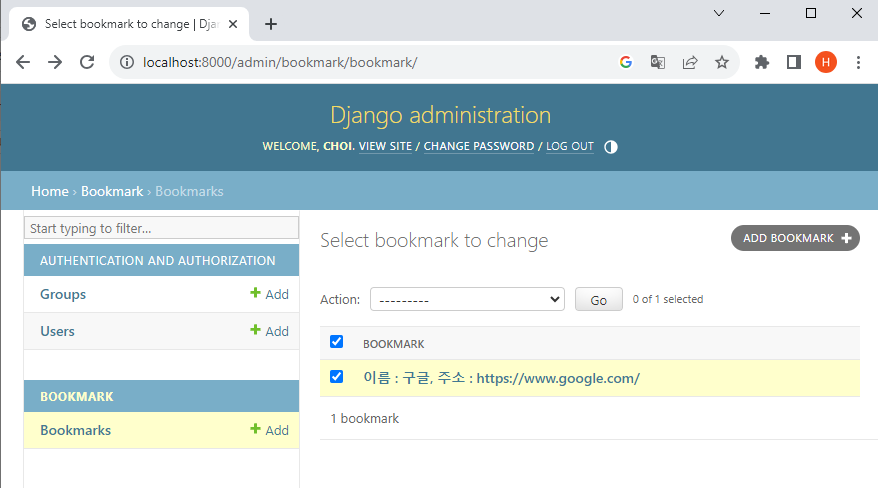 Select bookmark to change | Djan
localhost:8000/admin/bookmark/bookmark/
H
Django administration
WELCOME, CHOI. VIEW SITE / CHANGE PASSWORD / LOG OUT
Home › Bookmark › Bookmarks
Start typing to filter...
AUTHENTICATION AND AUTHORIZATION
Groups + Add
Users + Add
BOOKMARK
Bookmarks + Add
Select bookmark to change
ADD BOOKMARK +
Action: --------- Go 0 of 1 selected
BOOKMARK
이름 : 구글, 주소 : https://www.google.com/
1 bookmark